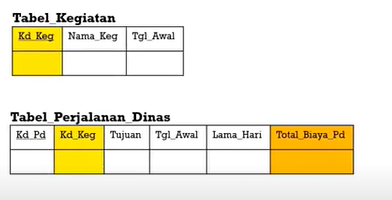 Tabel_Kegiatan
Kd_Keg Nama_Keg Tgl_Awal
Tabel_Perjalanan_Dinas
Kd_Pd Kd_Keg Tujuan Tgl_Awal Lama_Hari Total_Biaya_Pd